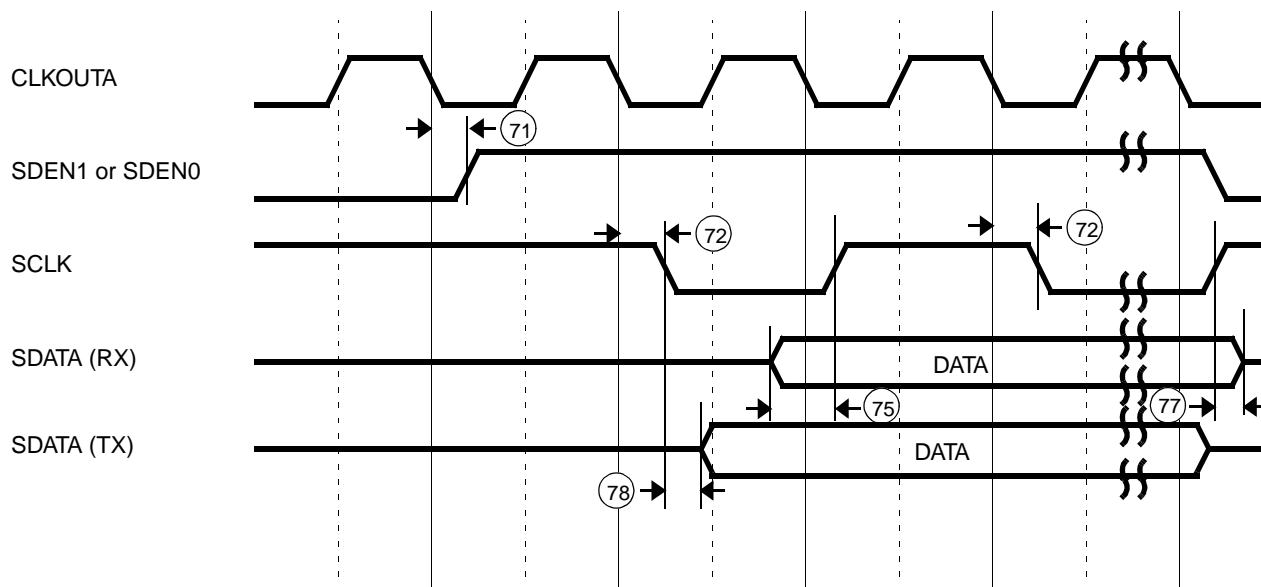 CLKOUTA
71
SDEN1 or SDEN0
72
72
SCLK
SDATA (RX)
DATA
75
77
SDATA (TX)
DATA
78